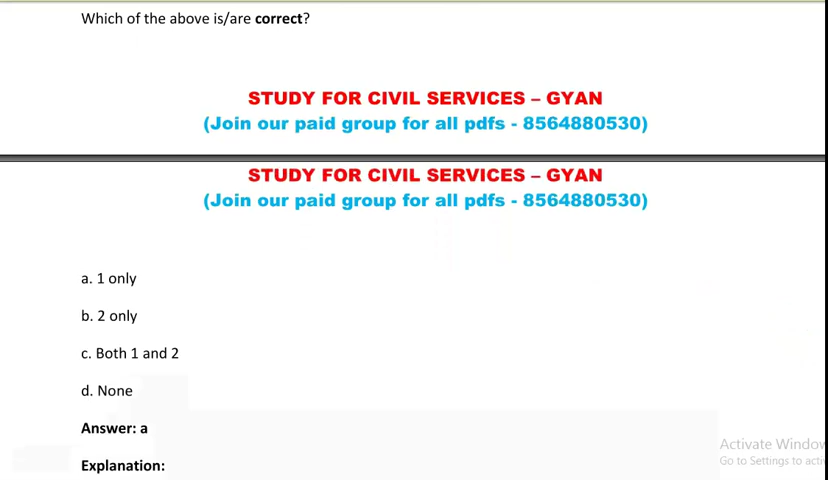 Which of the above is/are correct?
STUDY FOR CIVIL SERVICES – GYAN
(Join our paid group for all pdfs - 8564880530)
STUDY FOR CIVIL SERVICES – GYAN
(Join our paid group for all pdfs - 8564880530)
a. 1 only
b. 2 only
c. Both 1 and 2
d. None
Answer: a
Activate Window
Go to Settings to acti
Explanation: